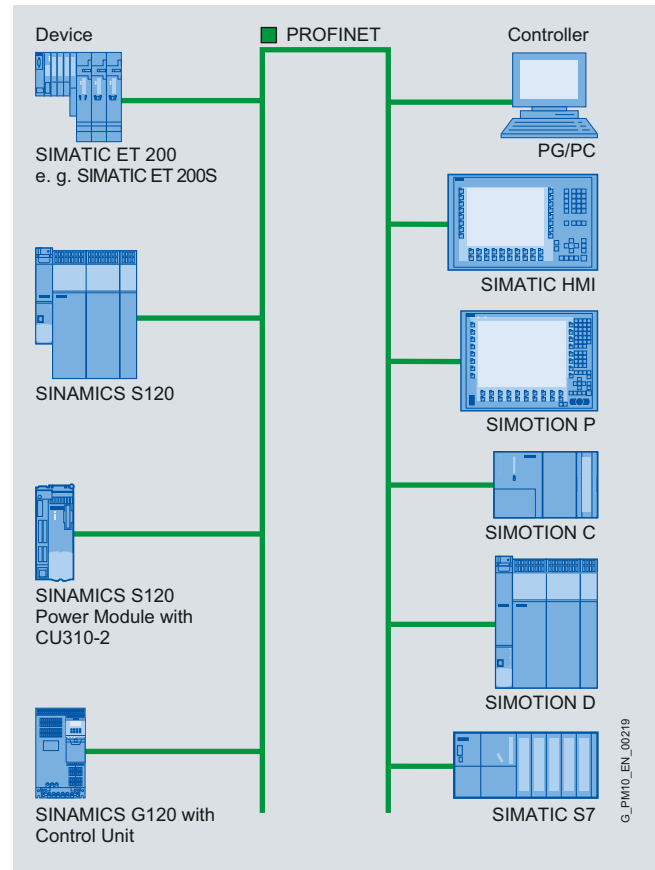 Device
PROFINET
Controller
SIMATIC ET 200
e. g. SIMATIC ET 200S
PG/PC
SIMATIC HMI
SINAMICS S120
SIMOTION P
SIMOTION C
SINAMICS S120
Power Module with
CU310-2
SIMOTION D
SINAMICS G120 with
Control Unit
SIMATIC S7
G_PM10_EN_00219